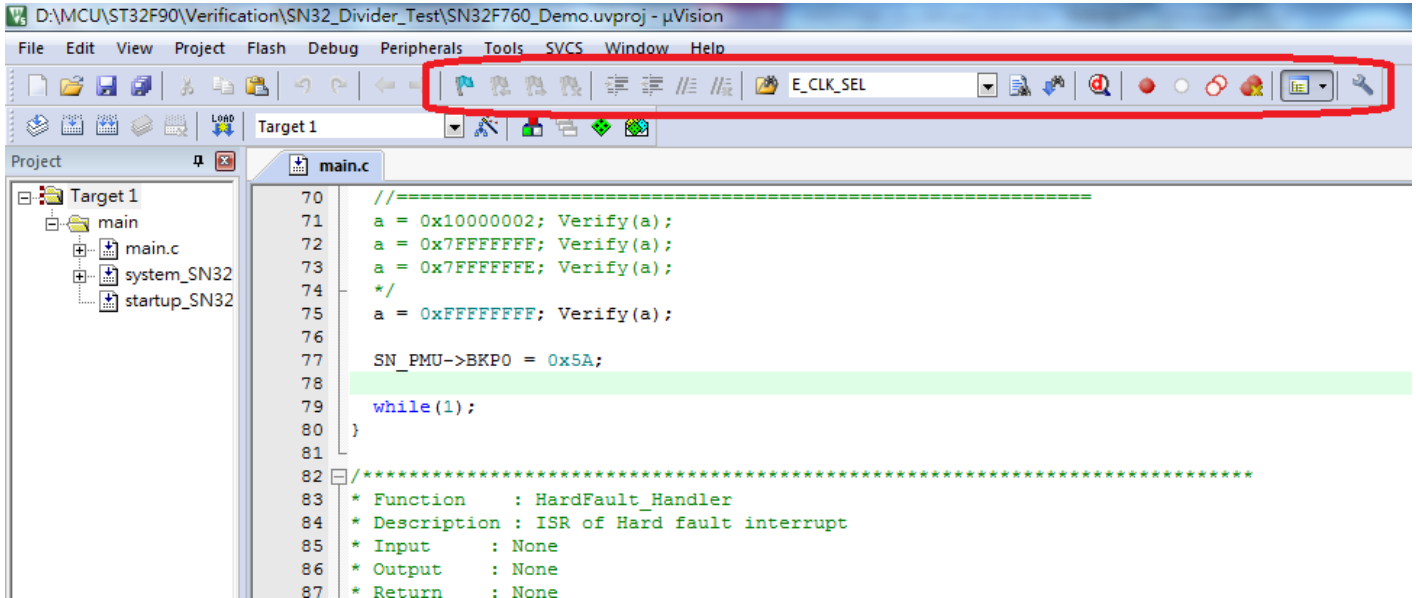 D:\MCU\ST32F90\Verification\SN32_Divider_Test\SN32F760_Demo.uvproj - µVision
File Edit View Project Flash Debug Peripherals Tools SVCS Window Help
E_CLK_SEL
LOAD Target 1
Project
main.c
Target 1
main
main.c
system_SN32
startup_SN32
70 //============================================================
71 a = 0x10000002; Verify(a);
72 a = 0x7FFFFFFF; Verify(a);
73 a = 0x7FFFFFFE; Verify(a);
74 */
75 a = 0xFFFFFFFF; Verify(a);
76
77 SN_PMU->BKP0 = 0x5A;
78
79 while(1);
80 }
81
82 /*****************************************************************************
83 * Function : HardFault_Handler
84 * Description : ISR of Hard fault interrupt
85 * Input : None
86 * Output : None
87 * Return : None